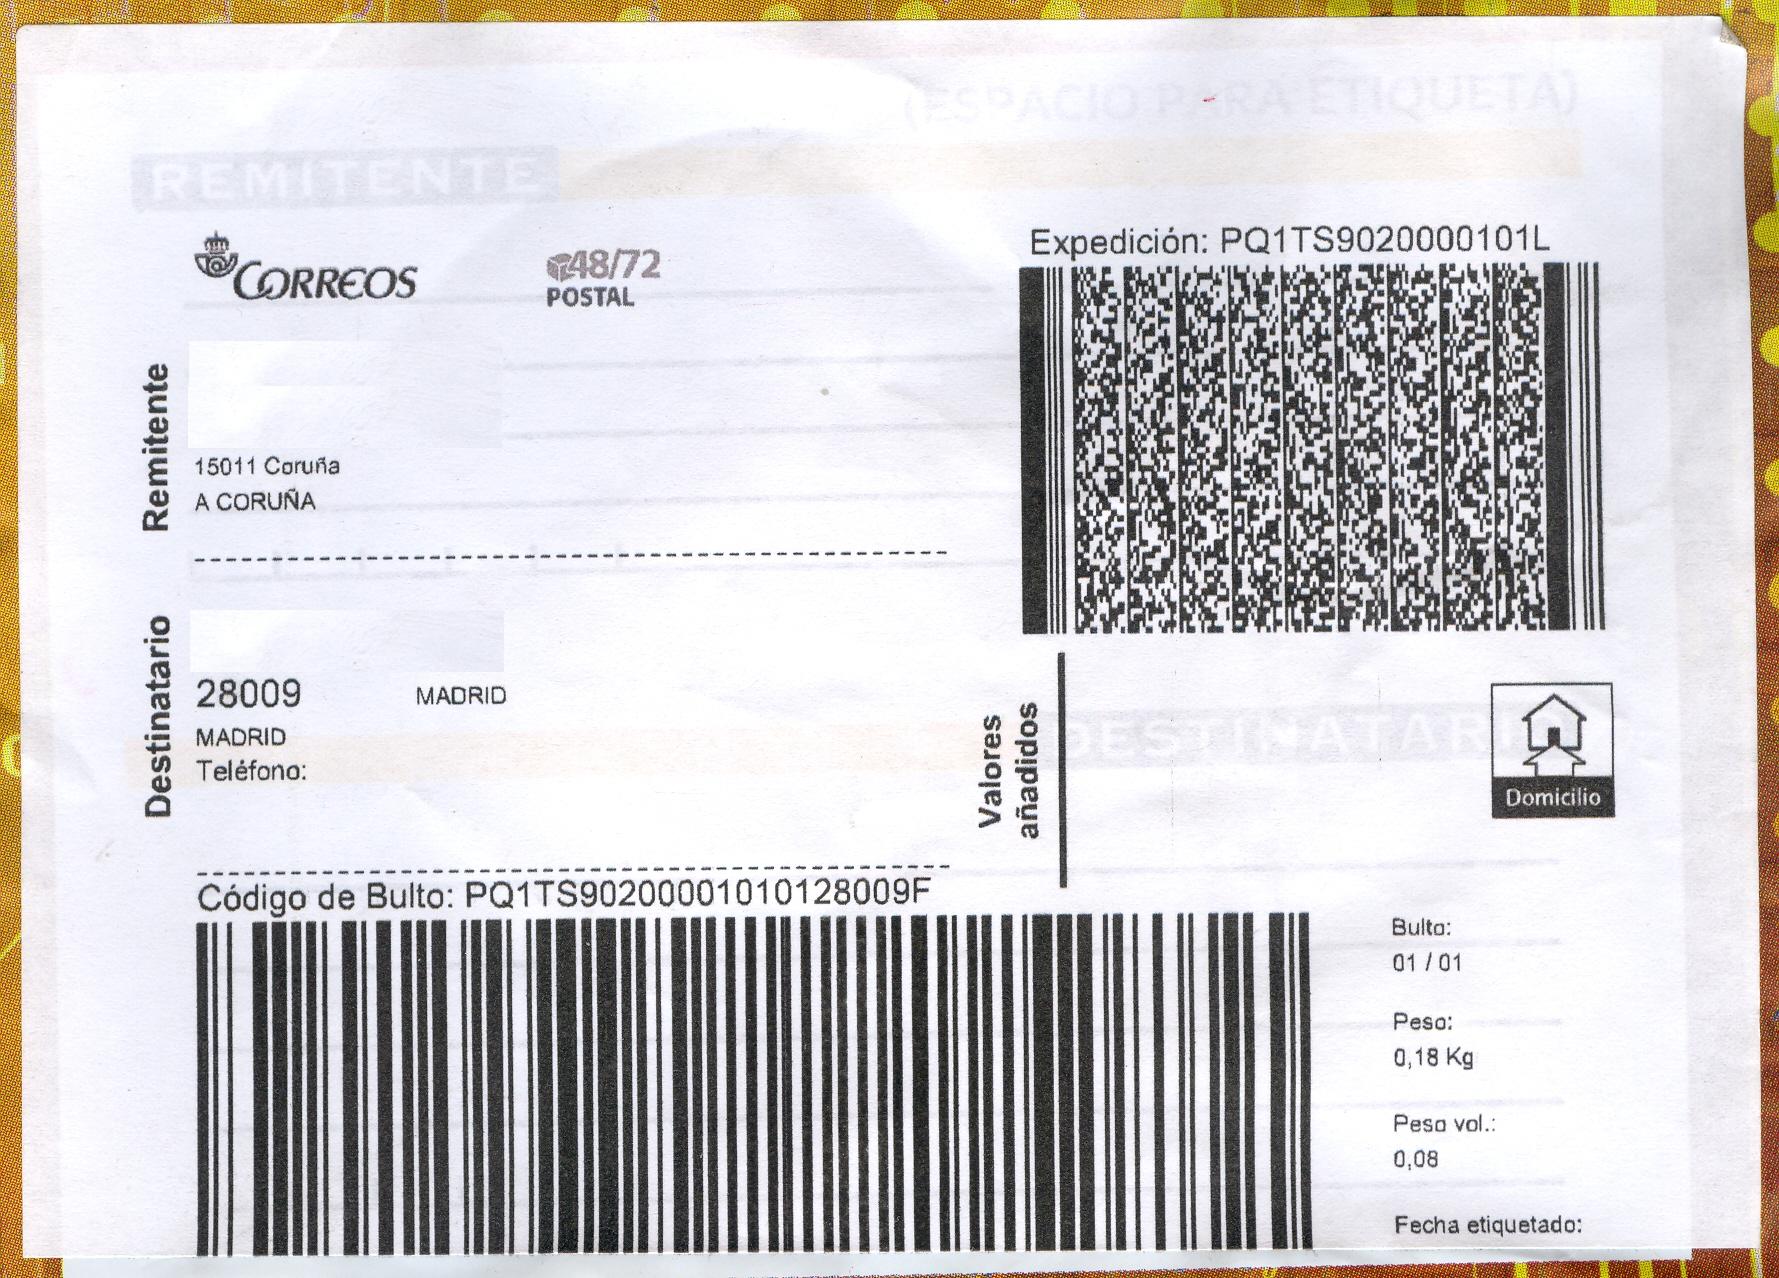 (ESPACIO PARA ETIQUETA)
REMITENTE
CORREOS
48/72
POSTAL
Expedición: PQ1TS9020000101L
Remitente
15011 Coruña
A CORUÑA
Destinatario
28009 MADRID
MADRID
Teléfono:
Valores
añadidos
DESTINATARIO
Domicilio
Código de Bulto: PQ1TS90200001010128009F
Bulto:
01 / 01
Peso:
0,18 Kg
Peso vol.:
0,08
Fecha etiquetado: